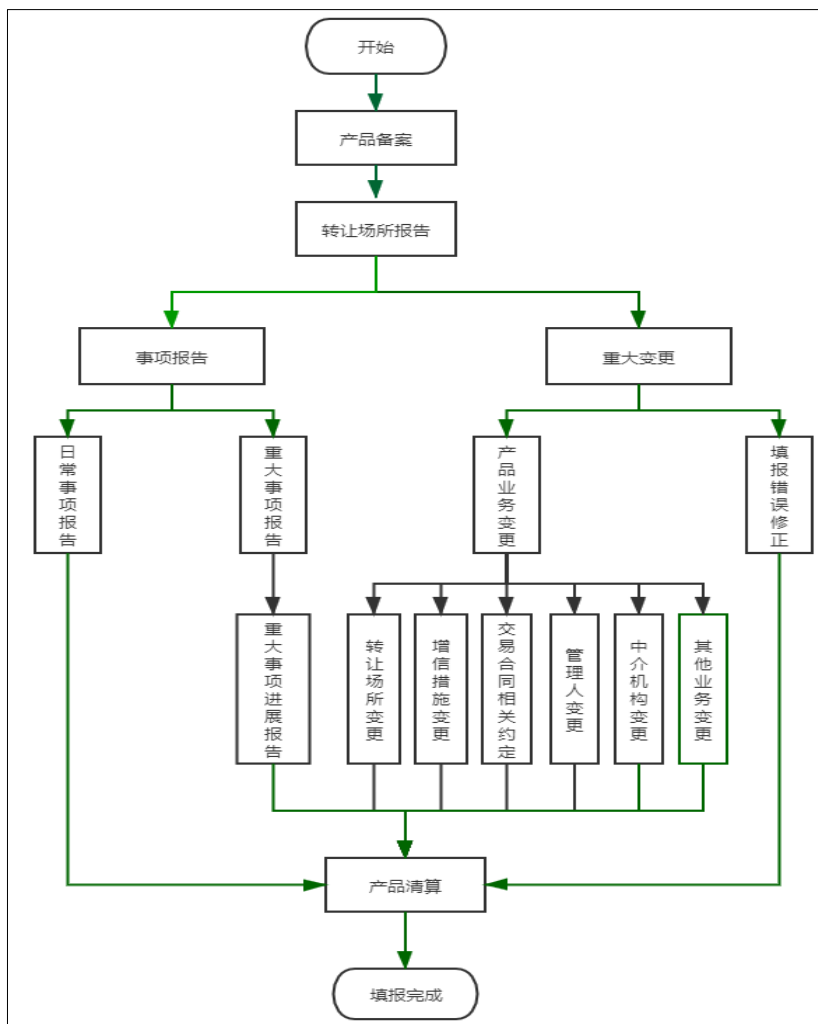 开始
产品备案
转让场所报告
事项报告
重大变更
日常事项报告
重大事项报告
产品业务变更
填报错误修正
重大事项进展报告
转让场所变更
增信措施变更
交易合同相关约定
管理人变更
中介机构变更
其他业务变更
产品清算
填报完成